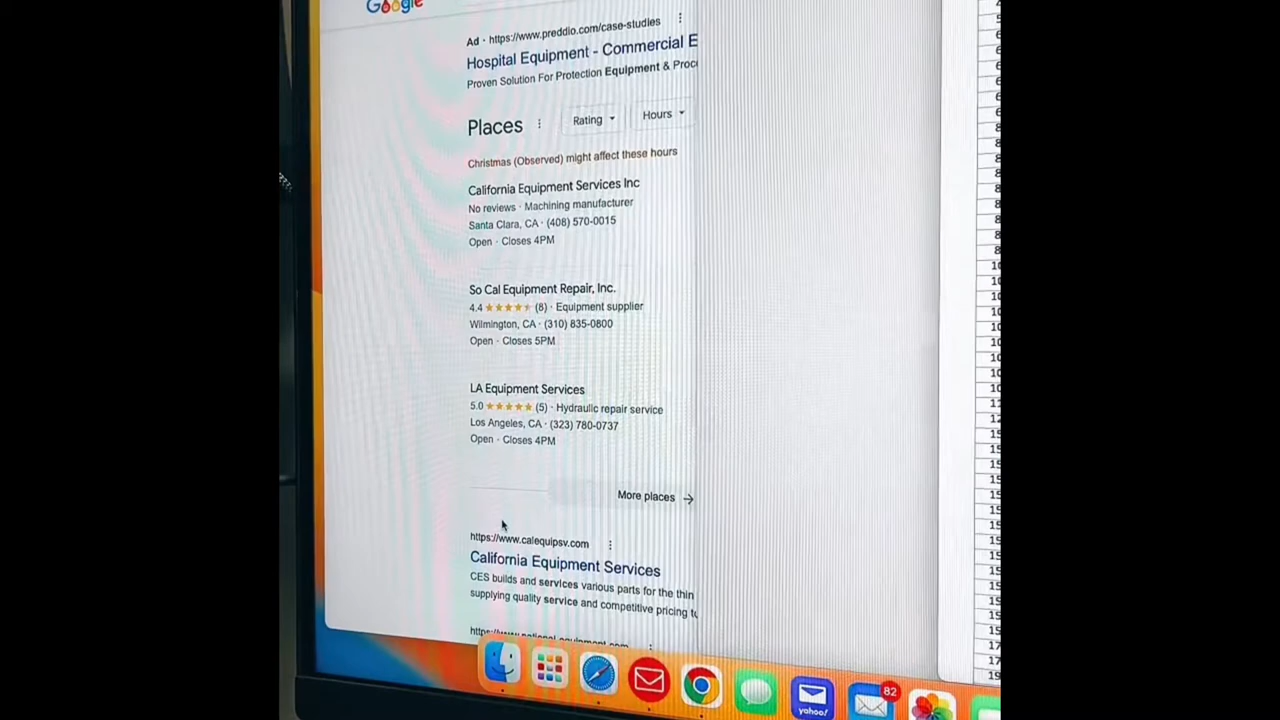 Google
Ad · https://www.preddio.com/case-studies
Hospital Equipment - Commercial E
Proven Solution For Protection Equipment & Proc
Places
Rating
Hours
Christmas (Observed) might affect these hours
California Equipment Services Inc
No reviews · Machining manufacturer
Santa Clara, CA · (408) 570-0015
Open · Closes 4PM
So Cal Equipment Repair, Inc.
4.4 (8) · Equipment supplier
Wilmington, CA · (310) 835-0800
Open · Closes 5PM
LA Equipment Services
5.0 (5) · Hydraulic repair service
Los Angeles, CA · (323) 780-0737
Open · Closes 4PM
More places →
https://www.calequipsv.com
California Equipment Services
CES builds and services various parts for the thin
supplying quality service and competitive pricing to
82
yahoo!